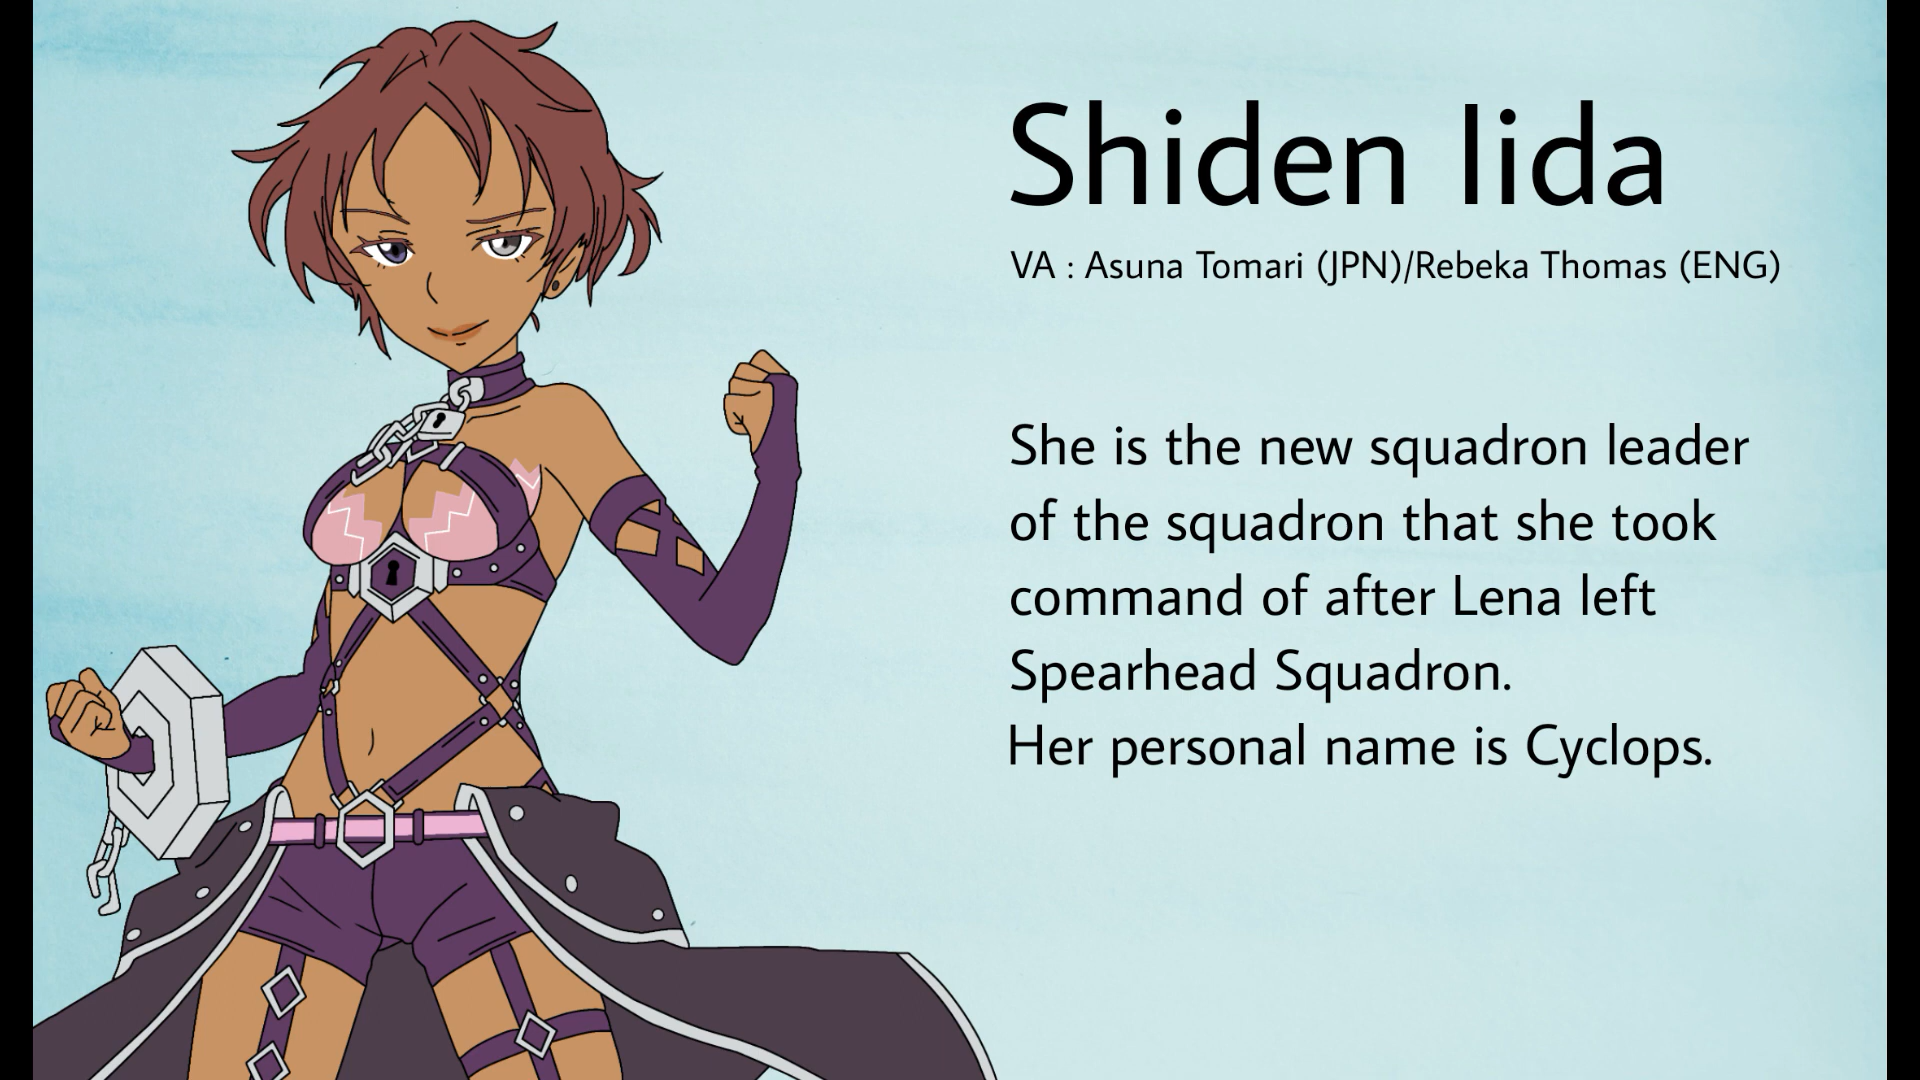 Shiden Iida
VA : Asuna Tomari (JPN)/Rebeka Thomas (ENG)
She is the new squadron leader
of the squadron that she took
command of after Lena left
Spearhead Squadron.
Her personal name is Cyclops.